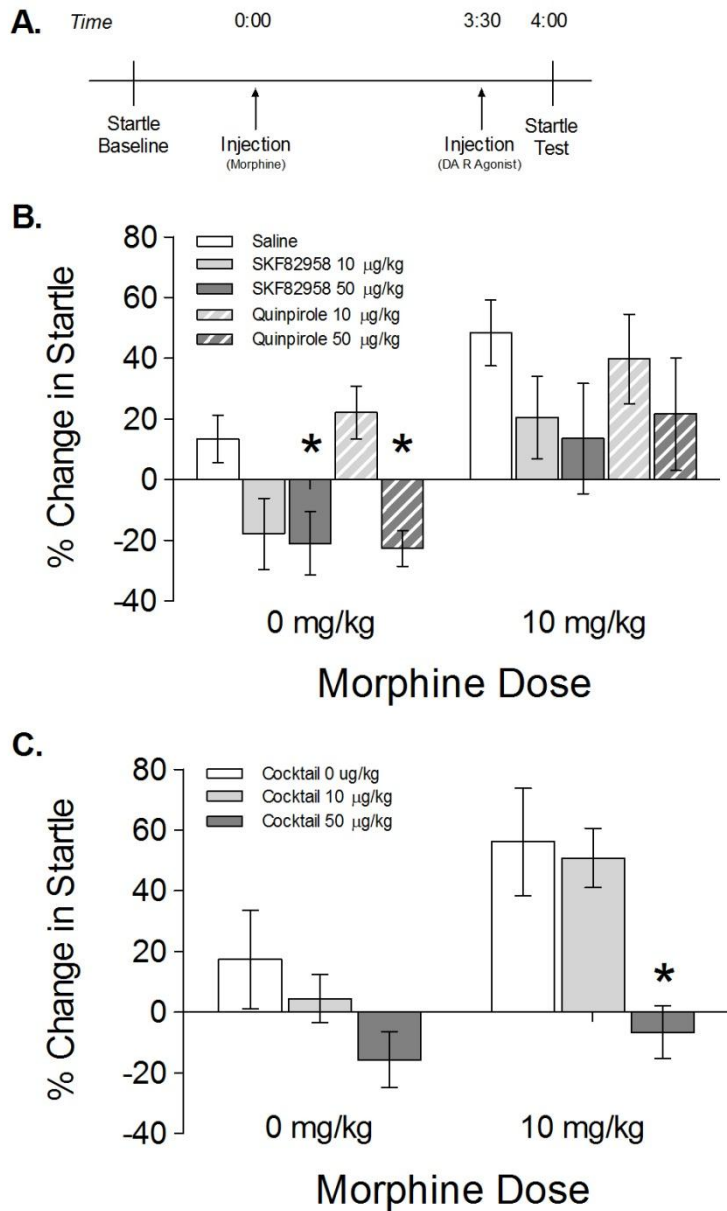 A.
Time 0:00 3:30 4:00
Startle Baseline
Injection (Morphine)
Injection (DA R Agonist)
Startle Test
B.
% Change in Startle
80
60
40
20
0
-20
-40
Saline
SKF82958 10 μg/kg
SKF82958 50 μg/kg
Quinpirole 10 μg/kg
Quinpirole 50 μg/kg
* *
0 mg/kg 10 mg/kg
Morphine Dose
C.
% Change in Startle
80
60
40
20
0
-20
-40
Cocktail 0 ug/kg
Cocktail 10 μg/kg
Cocktail 50 μg/kg
*
0 mg/kg 10 mg/kg
Morphine Dose